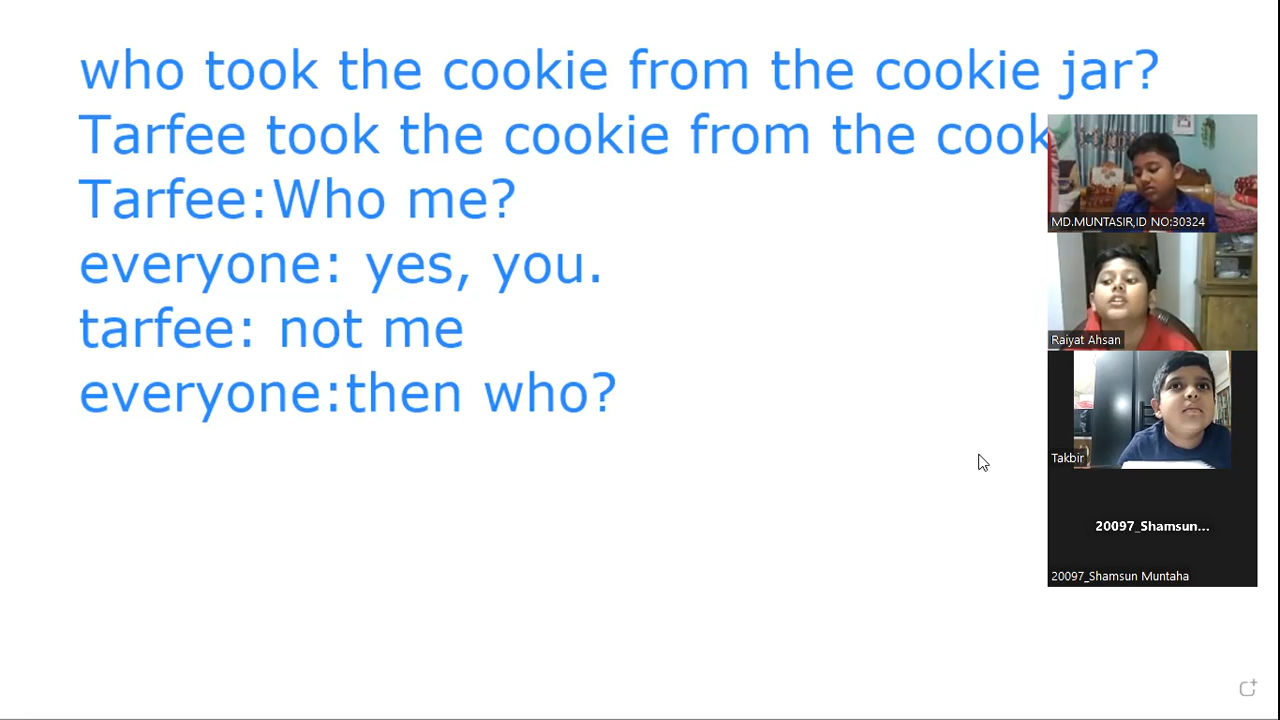 who took the cookie from the cookie jar?
Tarfee took the cookie from the cook
Tarfee:Who me?
everyone: yes, you.
tarfee: not me
everyone:then who?
MD.MUNTASIR,ID NO:30324
Raiyat Ahsan
Takbir
20097_Shamsun...
20097_Shamsun Muntaha